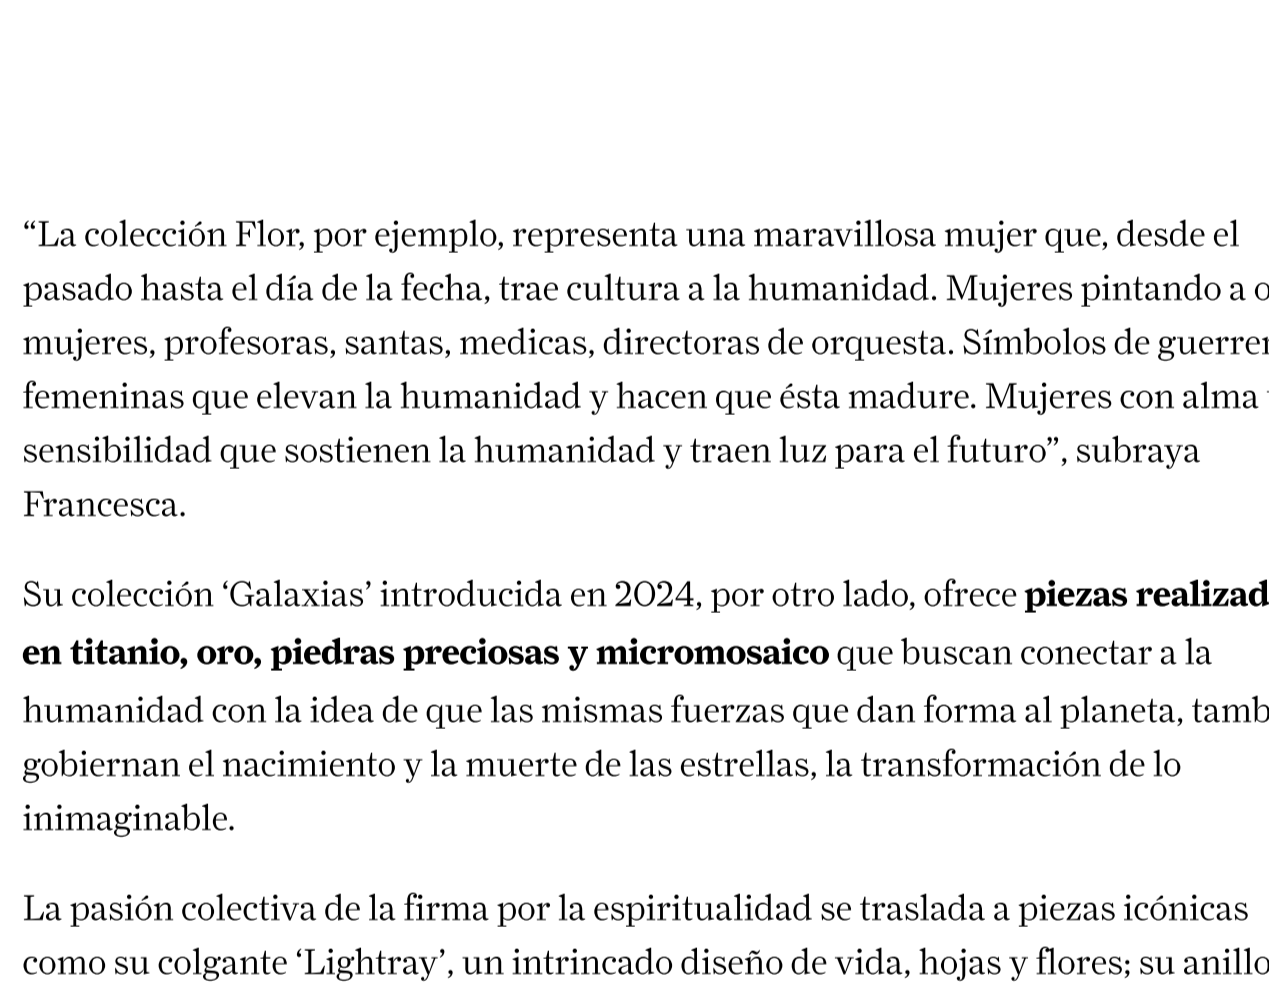 “La colección Flor, por ejemplo, representa una maravillosa mujer que, desde el
pasado hasta el día de la fecha, trae cultura a la humanidad. Mujeres pintando a
mujeres, profesoras, santas, medicas, directoras de orquesta. Símbolos de
femeninas que elevan la humanidad y hacen que ésta madure. Mujeres con alma
sensibilidad que sostienen la humanidad y traen luz para el futuro”, subraya
Francesca.
Su colección ‘Galaxias’ introducida en 2024, por otro lado, ofrece piezas
en titanio, oro, piedras preciosas y micromosaico que buscan conectar a la
humanidad con la idea de que las mismas fuerzas que dan forma al planeta,
gobiernan el nacimiento y la muerte de las estrellas, la transformación de lo
inimaginable.
La pasión colectiva de la firma por la espiritualidad se traslada a piezas icónicas
como su colgante ‘Lightray’, un intrincado diseño de vida, hojas y flores; su anillo